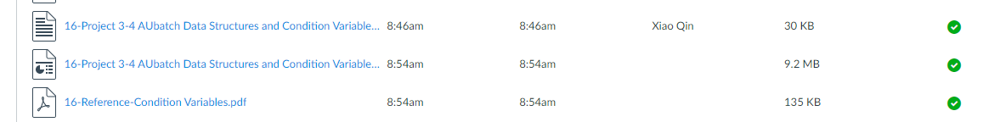 16-Project 3-4 AUbatch Data Structures and Condition Variable... 8:46am 8:46am Xiao Qin 30 KB
16-Project 3-4 AUbatch Data Structures and Condition Variable... 8:54am 8:54am 9.2 MB
16-Reference-Condition Variables.pdf 8:54am 8:54am 135 KB